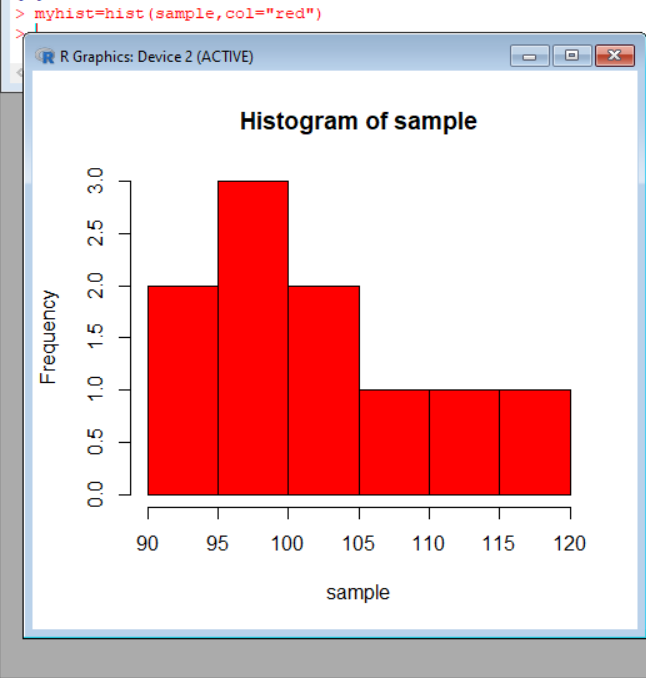 > myhist=hist(sample,col="red")
>
R Graphics: Device 2 (ACTIVE)
Histogram of sample
3.0
2.5
2.0
1.5
1.0
0.5
0.0
Frequency
90 95 100 105 110 115 120
sample